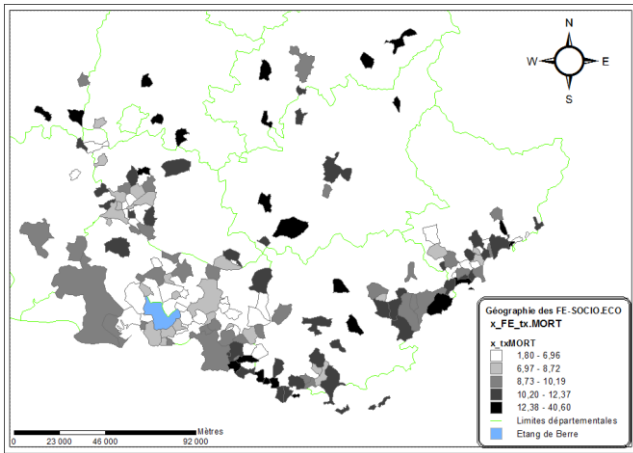 N
W E
S
Géographie des FE-SOCIO.ECO
x_FE_tx.MORT
x_txMORT
1,80 - 6,96
6,97 - 8,72
8,73 - 10,19
10,20 - 12,37
12,38 - 40,60
Limites départementales
Etang de Berre
Mètres
0 23 000 46 000 92 000